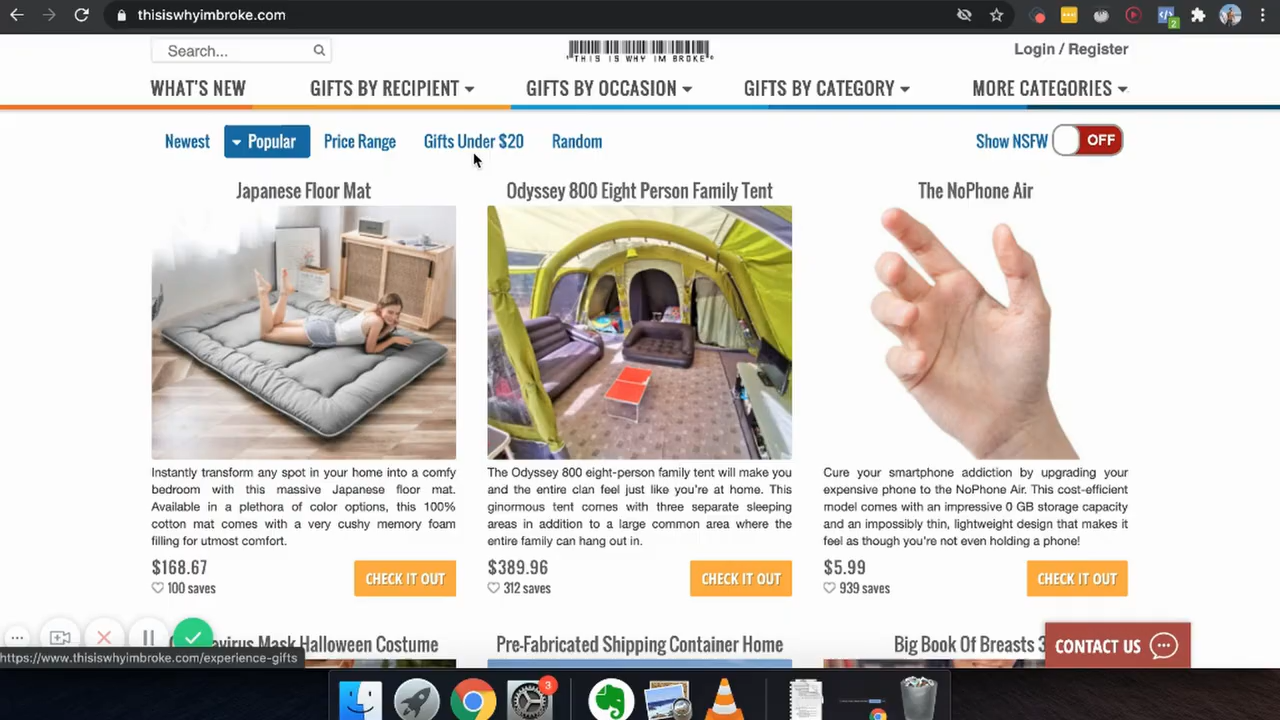 thisiswhyimbroke.com
2
Search...
THIS IS WHY IM BROKE
Login / Register
WHAT'S NEW
GIFTS BY RECIPIENT
GIFTS BY OCCASION
GIFTS BY CATEGORY
MORE CATEGORIES
Newest
Popular
Price Range
Gifts Under $20
Random
Show NSFW
OFF
Japanese Floor Mat
Odyssey 800 Eight Person Family Tent
The NoPhone Air
Instantly transform any spot in your home into a comfy
bedroom with this massive Japanese floor mat.
Available in a plethora of color options, this 100%
cotton mat comes with a very cushy memory foam
filling for utmost comfort.
$168.67
100 saves
CHECK IT OUT
The Odyssey 800 eight-person family tent will make you
and the entire clan feel just like you're at home. This
ginormous tent comes with three separate sleeping
areas in addition to a large common area where the
entire family can hang out in.
$389.96
312 saves
CHECK IT OUT
Cure your smartphone addiction by upgrading your
expensive phone to the NoPhone Air. This cost-efficient
model comes with an impressive 0 GB storage capacity
and an impossibly thin, lightweight design that makes it
feel as though you're not even holding a phone!
$5.99
939 saves
CHECK IT OUT
Mask Halloween Costume
Pre-Fabricated Shipping Container Home
Big Book Of Breasts 3
CONTACT US
https://www.thisiswhyimbroke.com/experience-gifts
3